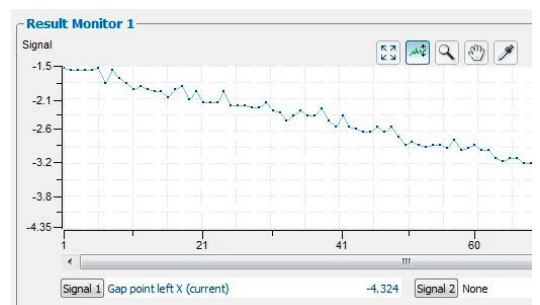 Result Monitor 1
Signal
-1.5
-2.1
-2.6
-3.2
-3.8
-4.35
1 21 41 60
Signal 1 Gap point left X (current) -4.324 Signal 2 None